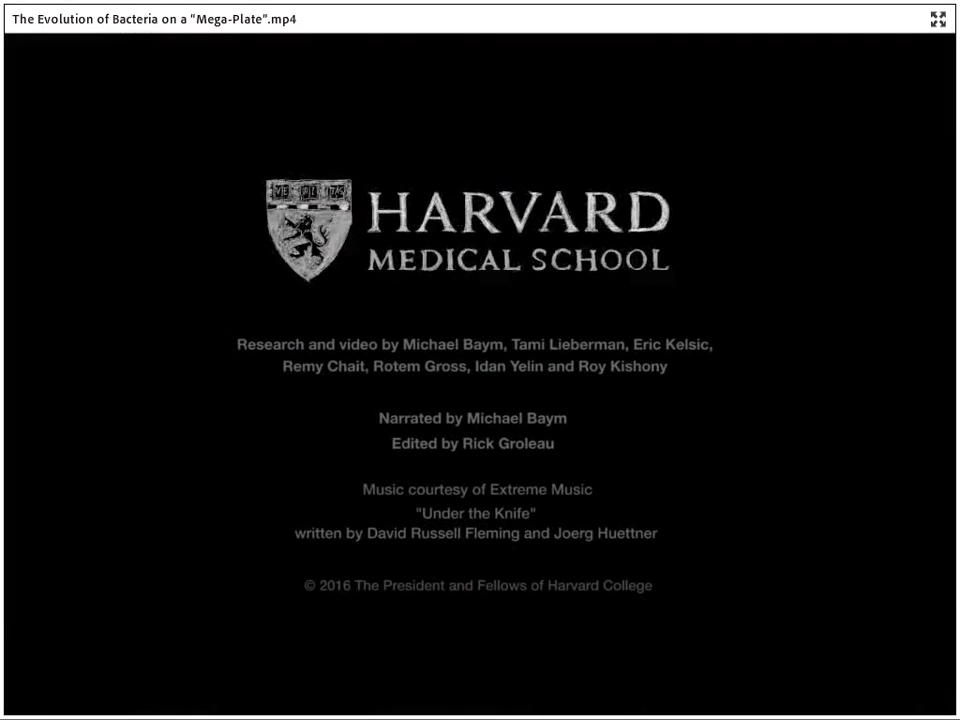 The Evolution of Bacteria on a “Mega-Plate”.mp4
VE RI TAS
HARVARD
MEDICAL SCHOOL
Research and video by Michael Baym, Tami Lieberman, Eric Kelsic,
Remy Chait, Rotem Gross, Idan Yelin and Roy Kishony
Narrated by Michael Baym
Edited by Rick Groleau
Music courtesy of Extreme Music
"Under the Knife"
written by David Russell Fleming and Joerg Huettner
© 2016 The President and Fellows of Harvard College